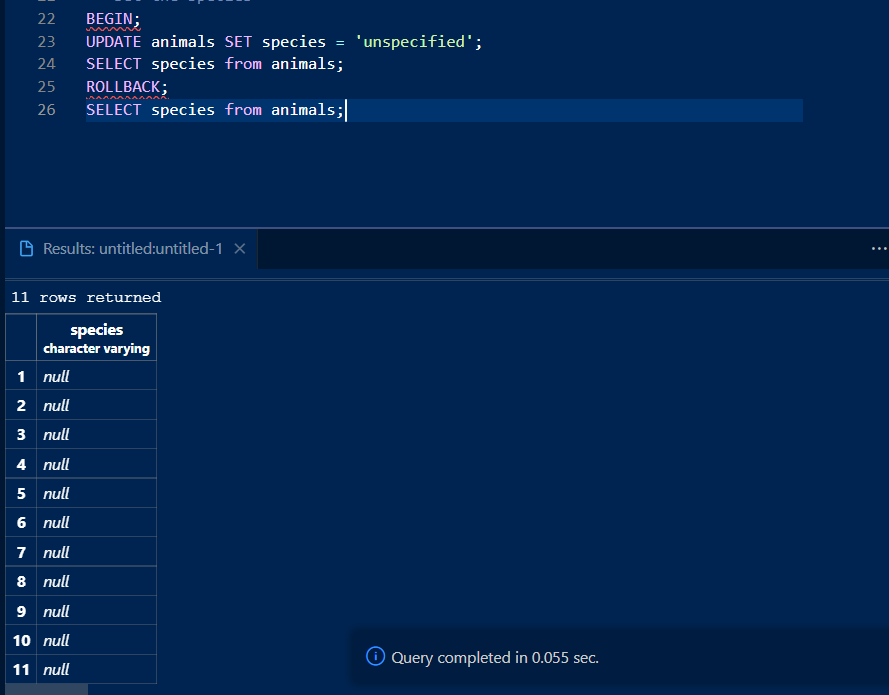 22 BEGIN;
23 UPDATE animals SET species = 'unspecified';
24 SELECT species from animals;
25 ROLLBACK;
26 SELECT species from animals;
Results: untitled:untitled-1
11 rows returned
species
character varying
1 null
2 null
3 null
4 null
5 null
6 null
7 null
8 null
9 null
10 null
11 null
Query completed in 0.055 sec.